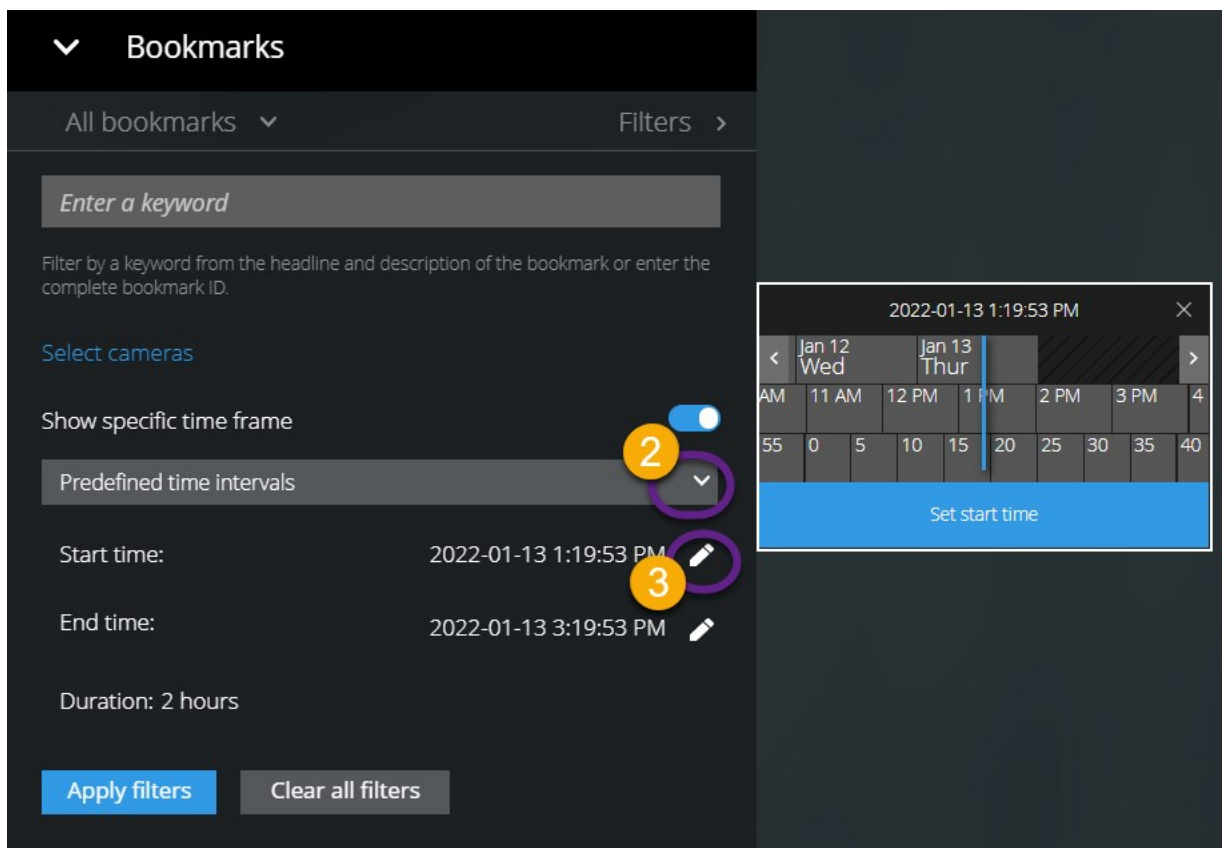 Bookmarks
All bookmarks
Filters
Enter a keyword
Filter by a keyword from the headline and description of the bookmark or enter the
complete bookmark ID.
Select cameras
Show specific time frame
2
Predefined time intervals
Start time:
2022-01-13 1:19:53 PM
3
End time:
2022-01-13 3:19:53 PM
Duration: 2 hours
Apply filters
Clear all filters
2022-01-13 1:19:53 PM
Jan 12 Jan 13
Wed Thur
AM 11 AM 12 PM 1 PM 2 PM 3 PM 4
55 0 5 10 15 20 25 30 35 40
Set start time